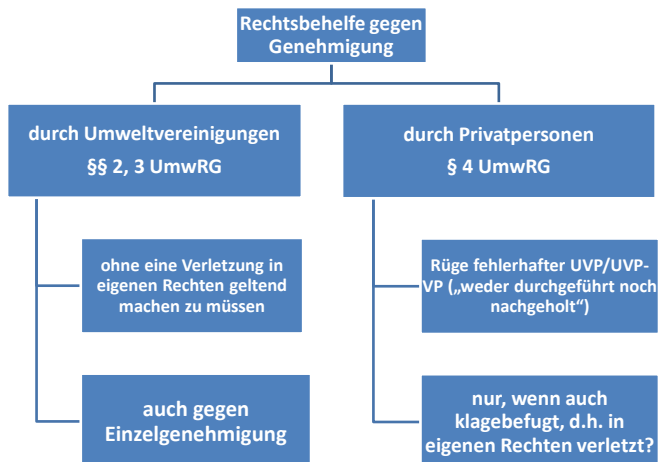 Rechtsbehelfe gegen
Genehmigung
durch Umweltvereinigungen
§§ 2, 3 UmwRG
ohne eine Verletzung in
eigenen Rechten geltend
machen zu müssen
auch gegen
Einzelgenehmigung
durch Privatpersonen
§ 4 UmwRG
Rüge fehlerhafter UVP/UVP-
VP („weder durchgeführt noch
nachgeholt“)
nur, wenn auch
klagebefugt, d.h. in
eigenen Rechten verletzt?